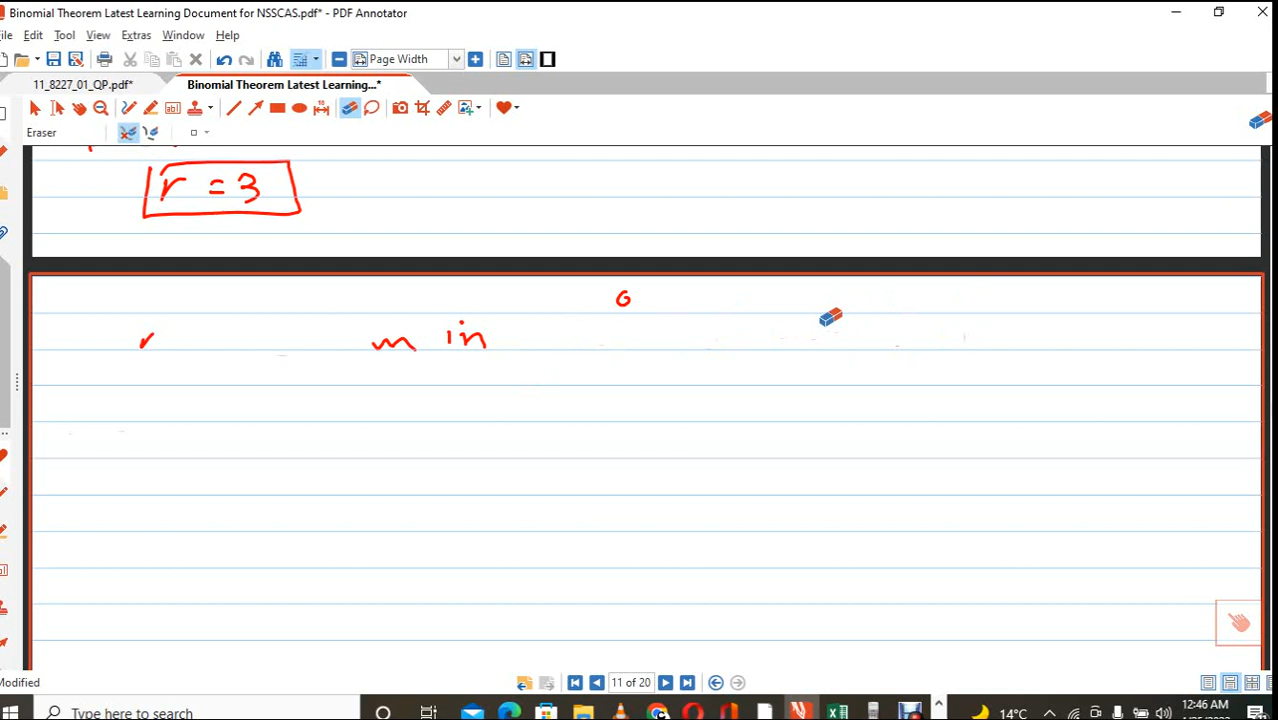 Binomial Theorem Latest Learning Document for NSSCAS.pdf* - PDF Annotator
ile Edit Tool View Extras Window Help
Page Width
11_8227_01_QP.pdf* Binomial Theorem Latest Learning...*
Eraser
r = 3
6
m in
11 of 20
Modified
Type here to search
14°C
12:46 AM